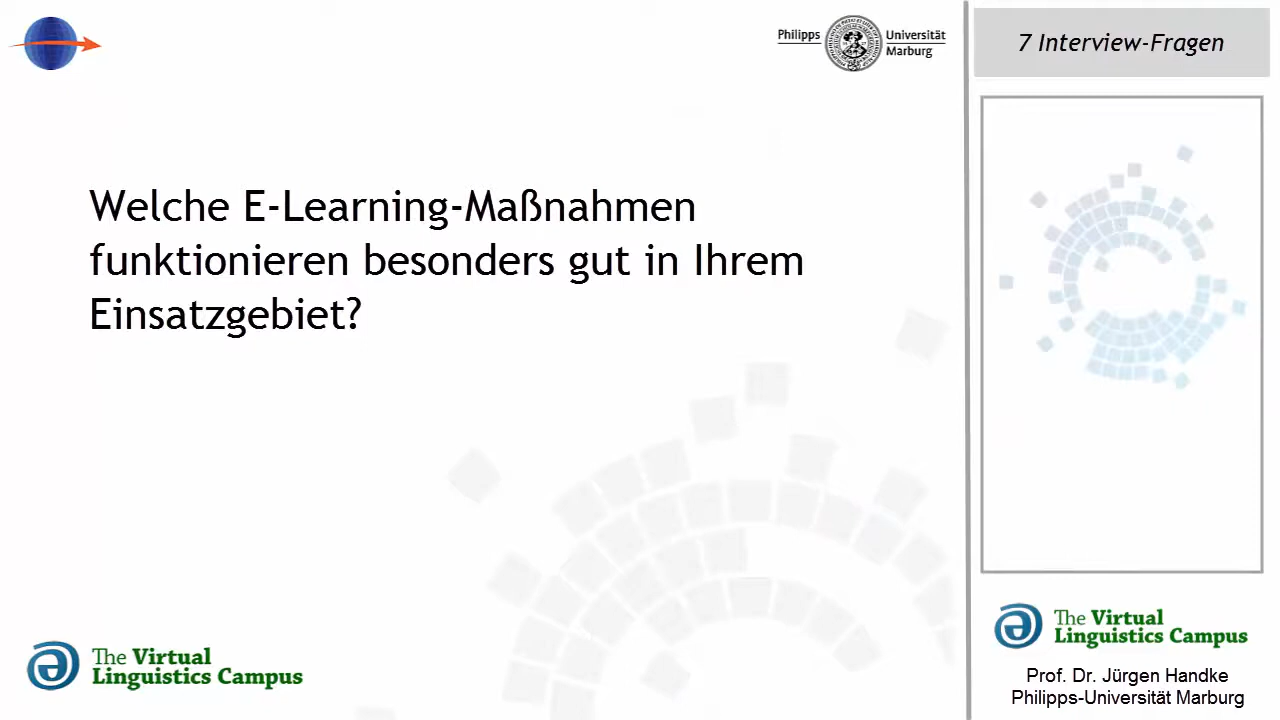 Philipps Universität
Marburg
7 Interview-Fragen
Welche E-Learning-Maßnahmen
funktionieren besonders gut in Ihrem
Einsatzgebiet?
The Virtual
Linguistics Campus
The Virtual
Linguistics Campus
Prof. Dr. Jürgen Handke
Philipps-Universität Marburg